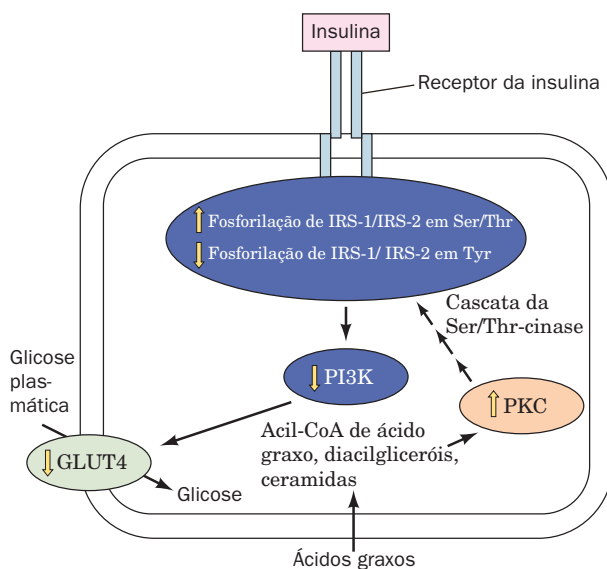 Insulina
Receptor da insulina
Fosforilação de IRS-1/IRS-2 em Ser/Thr
Fosforilação de IRS-1/ IRS-2 em Tyr
Cascata da
Ser/Thr-cinase
Glicose
plas-
mática
PI3K
PKC
Acil-CoA de ácido
graxo, diacilgliceróis,
ceramidas
GLUT4
Glicose
Ácidos graxos